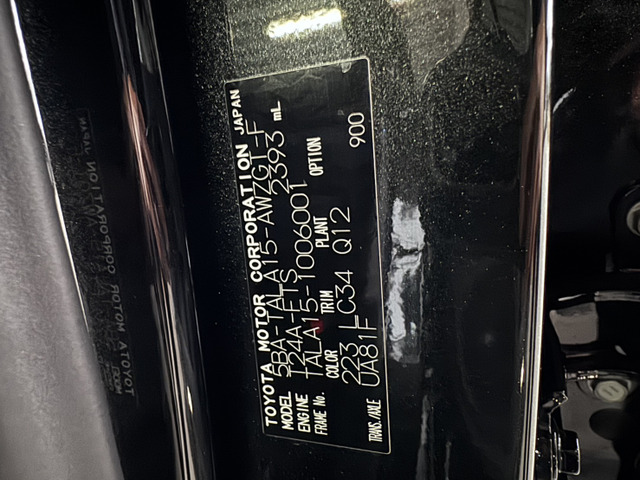 TOYOTA MOTOR CORPORATION JAPAN
MODEL 5BA-TALA15-AWZGT-F
ENGINE T24A-FTS 2393 mL
FRAME No. TALA15-1006001
COLOR TRIM PLANT OPTION
223 LC34 Q12 900
TRANS./AXLE UA81F